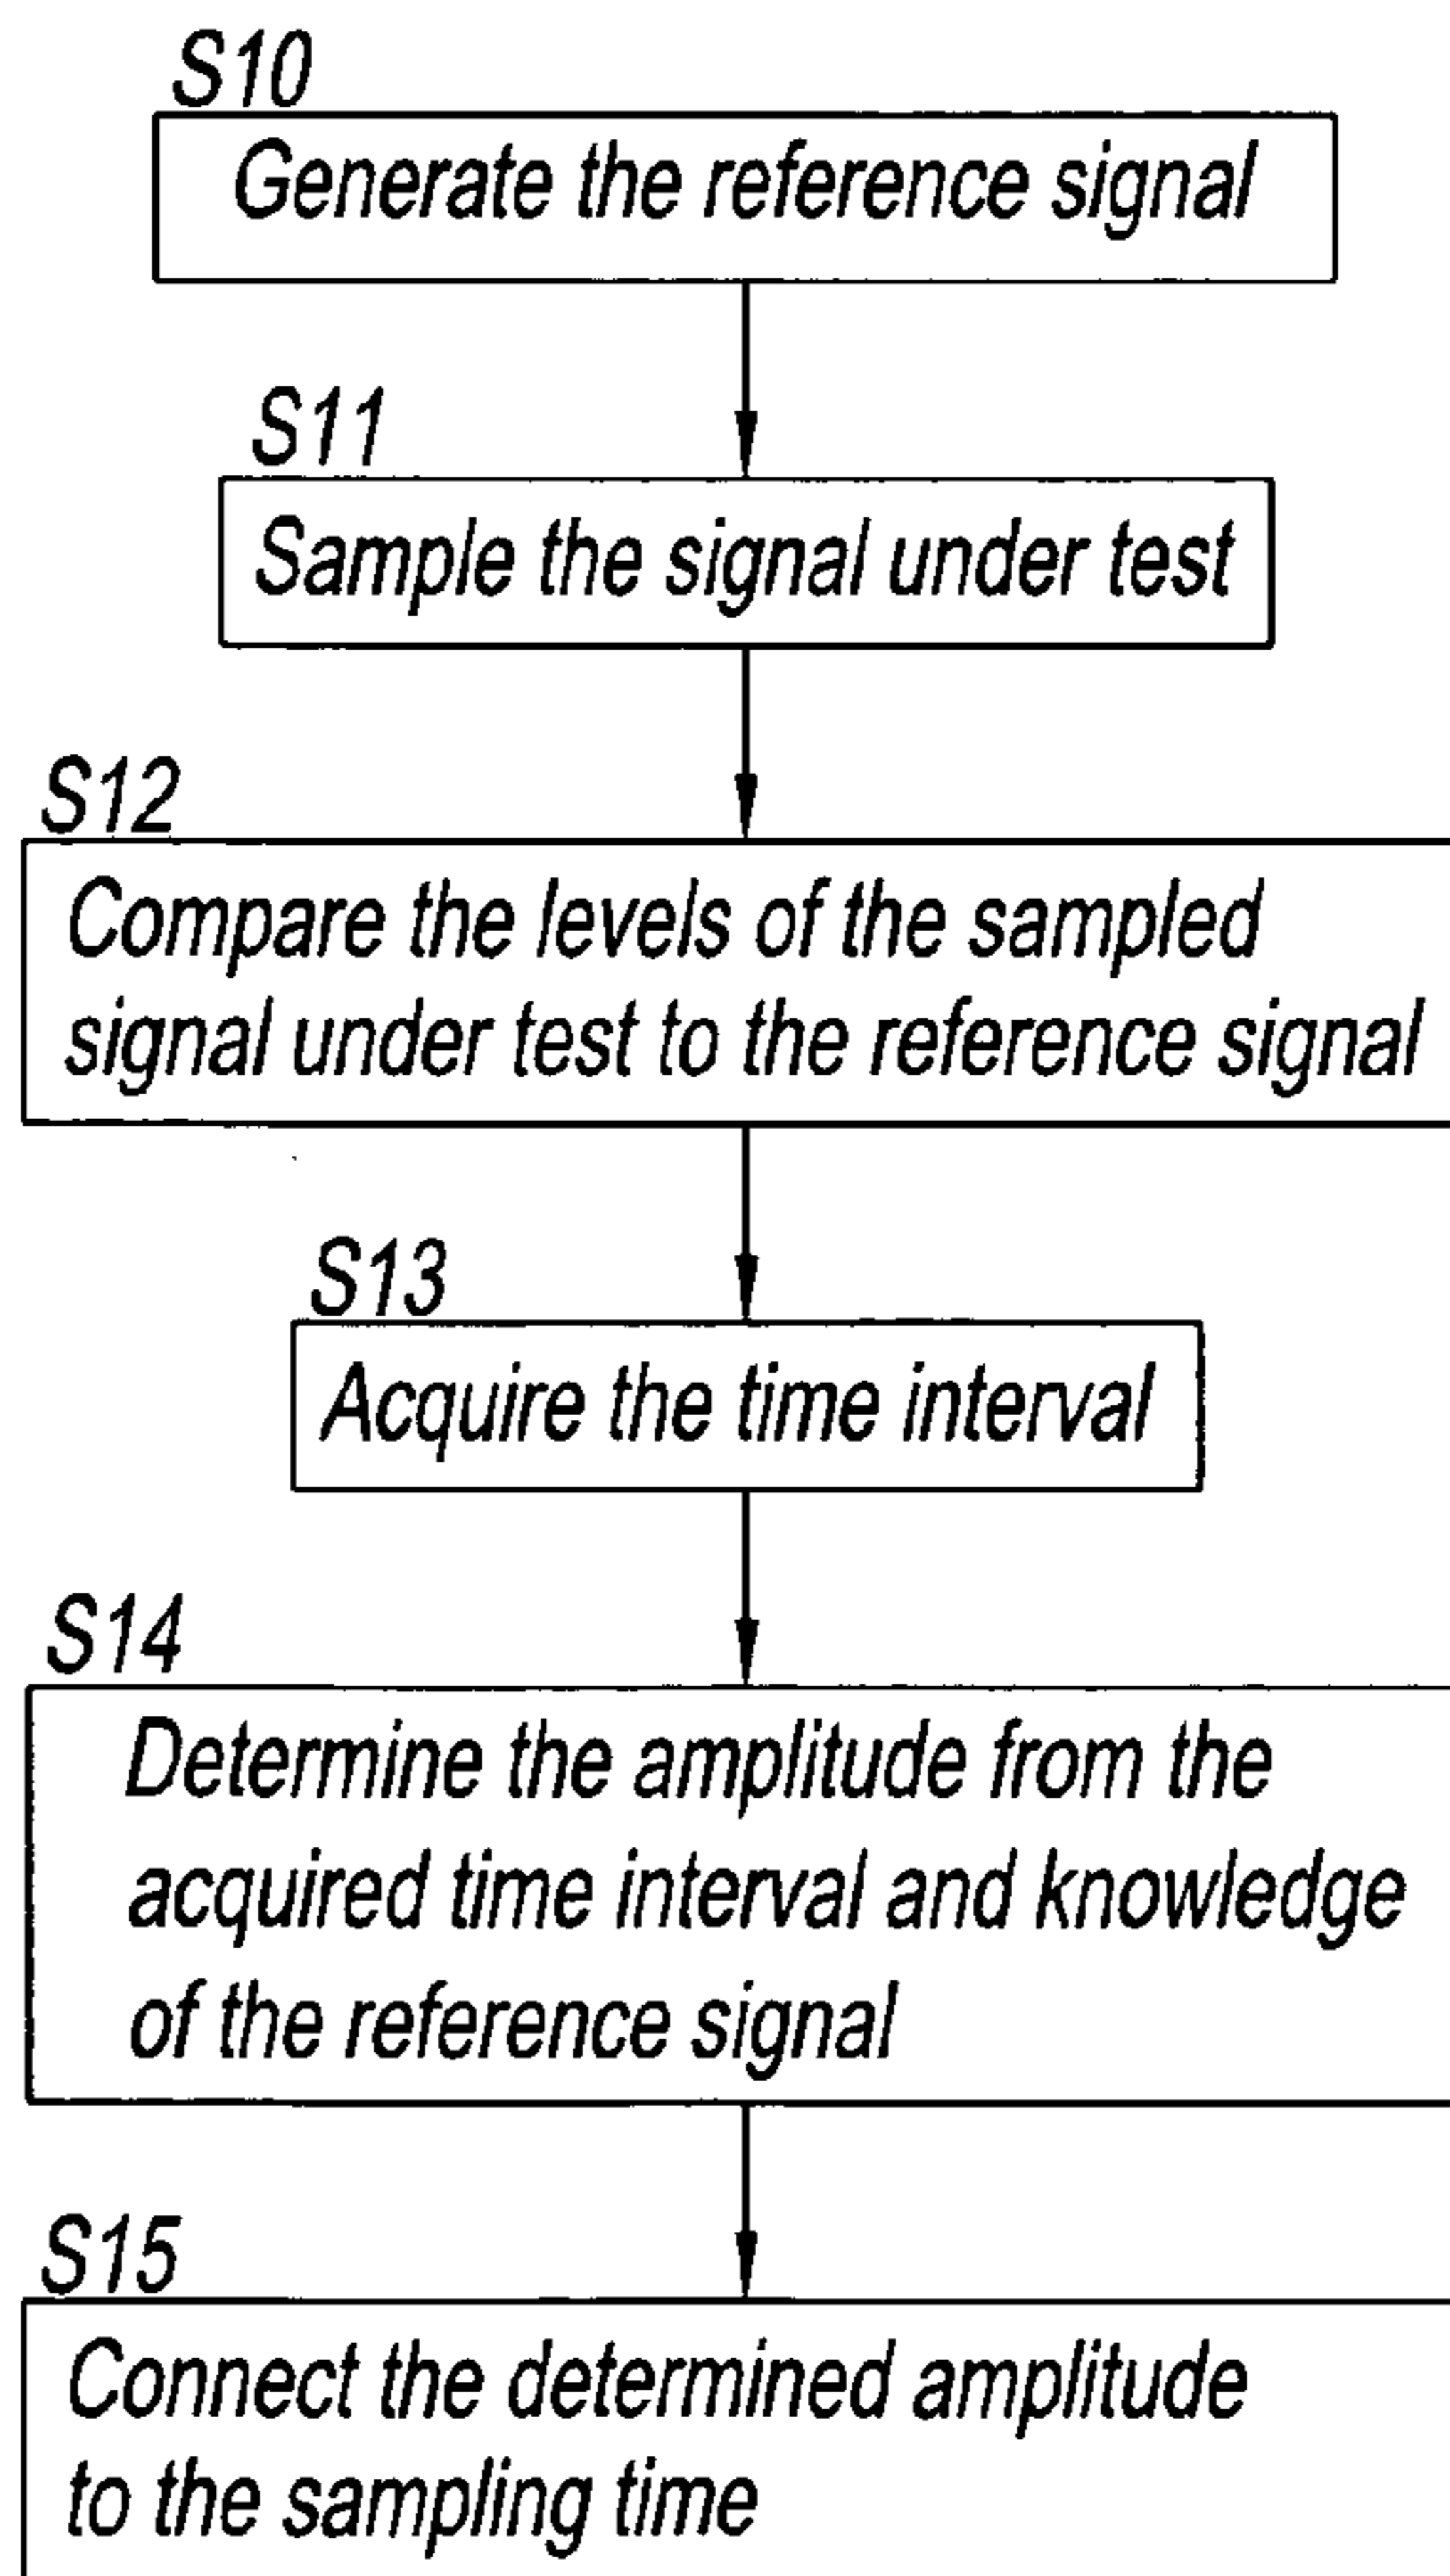 S10
Generate the reference signal
S11
Sample the signal under test
S12
Compare the levels of the sampled
signal under test to the reference signal
S13
Acquire the time interval
S14
Determine the amplitude from the
acquired time interval and knowledge
of the reference signal
S15
Connect the determined amplitude
to the sampling time